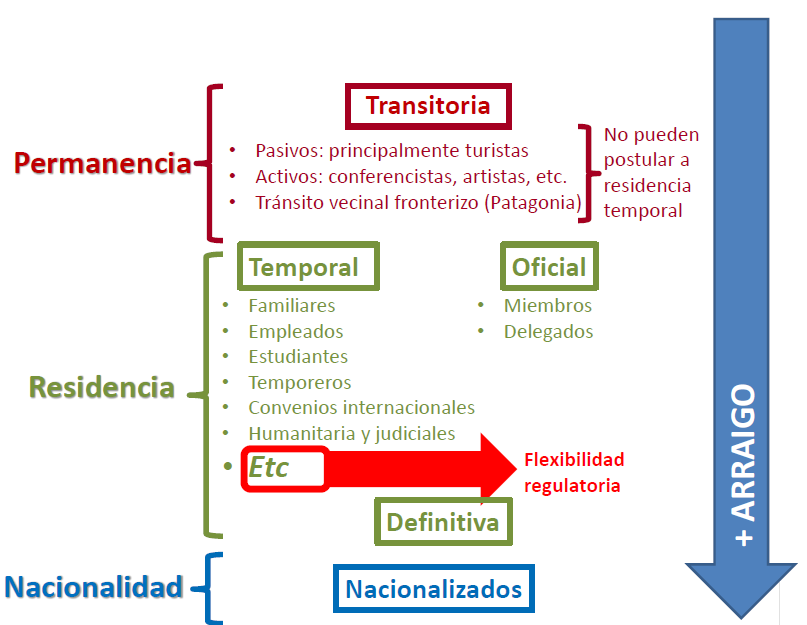 Transitoria
Permanencia
• Pasivos: principalmente turistas
• Activos: conferencistas, artistas, etc.
• Tránsito vecinal fronterizo (Patagonia)
No pueden
postular a
residencia
temporal
Residencia
Temporal
• Familiares
• Empleados
• Estudiantes
• Temporeros
• Convenios internacionales
• Humanitaria y judiciales
• Etc
Flexibilidad
regulatoria
Oficial
• Miembros
• Delegados
Definitiva
Nacionalidad
Nacionalizados
+ ARRAIGO